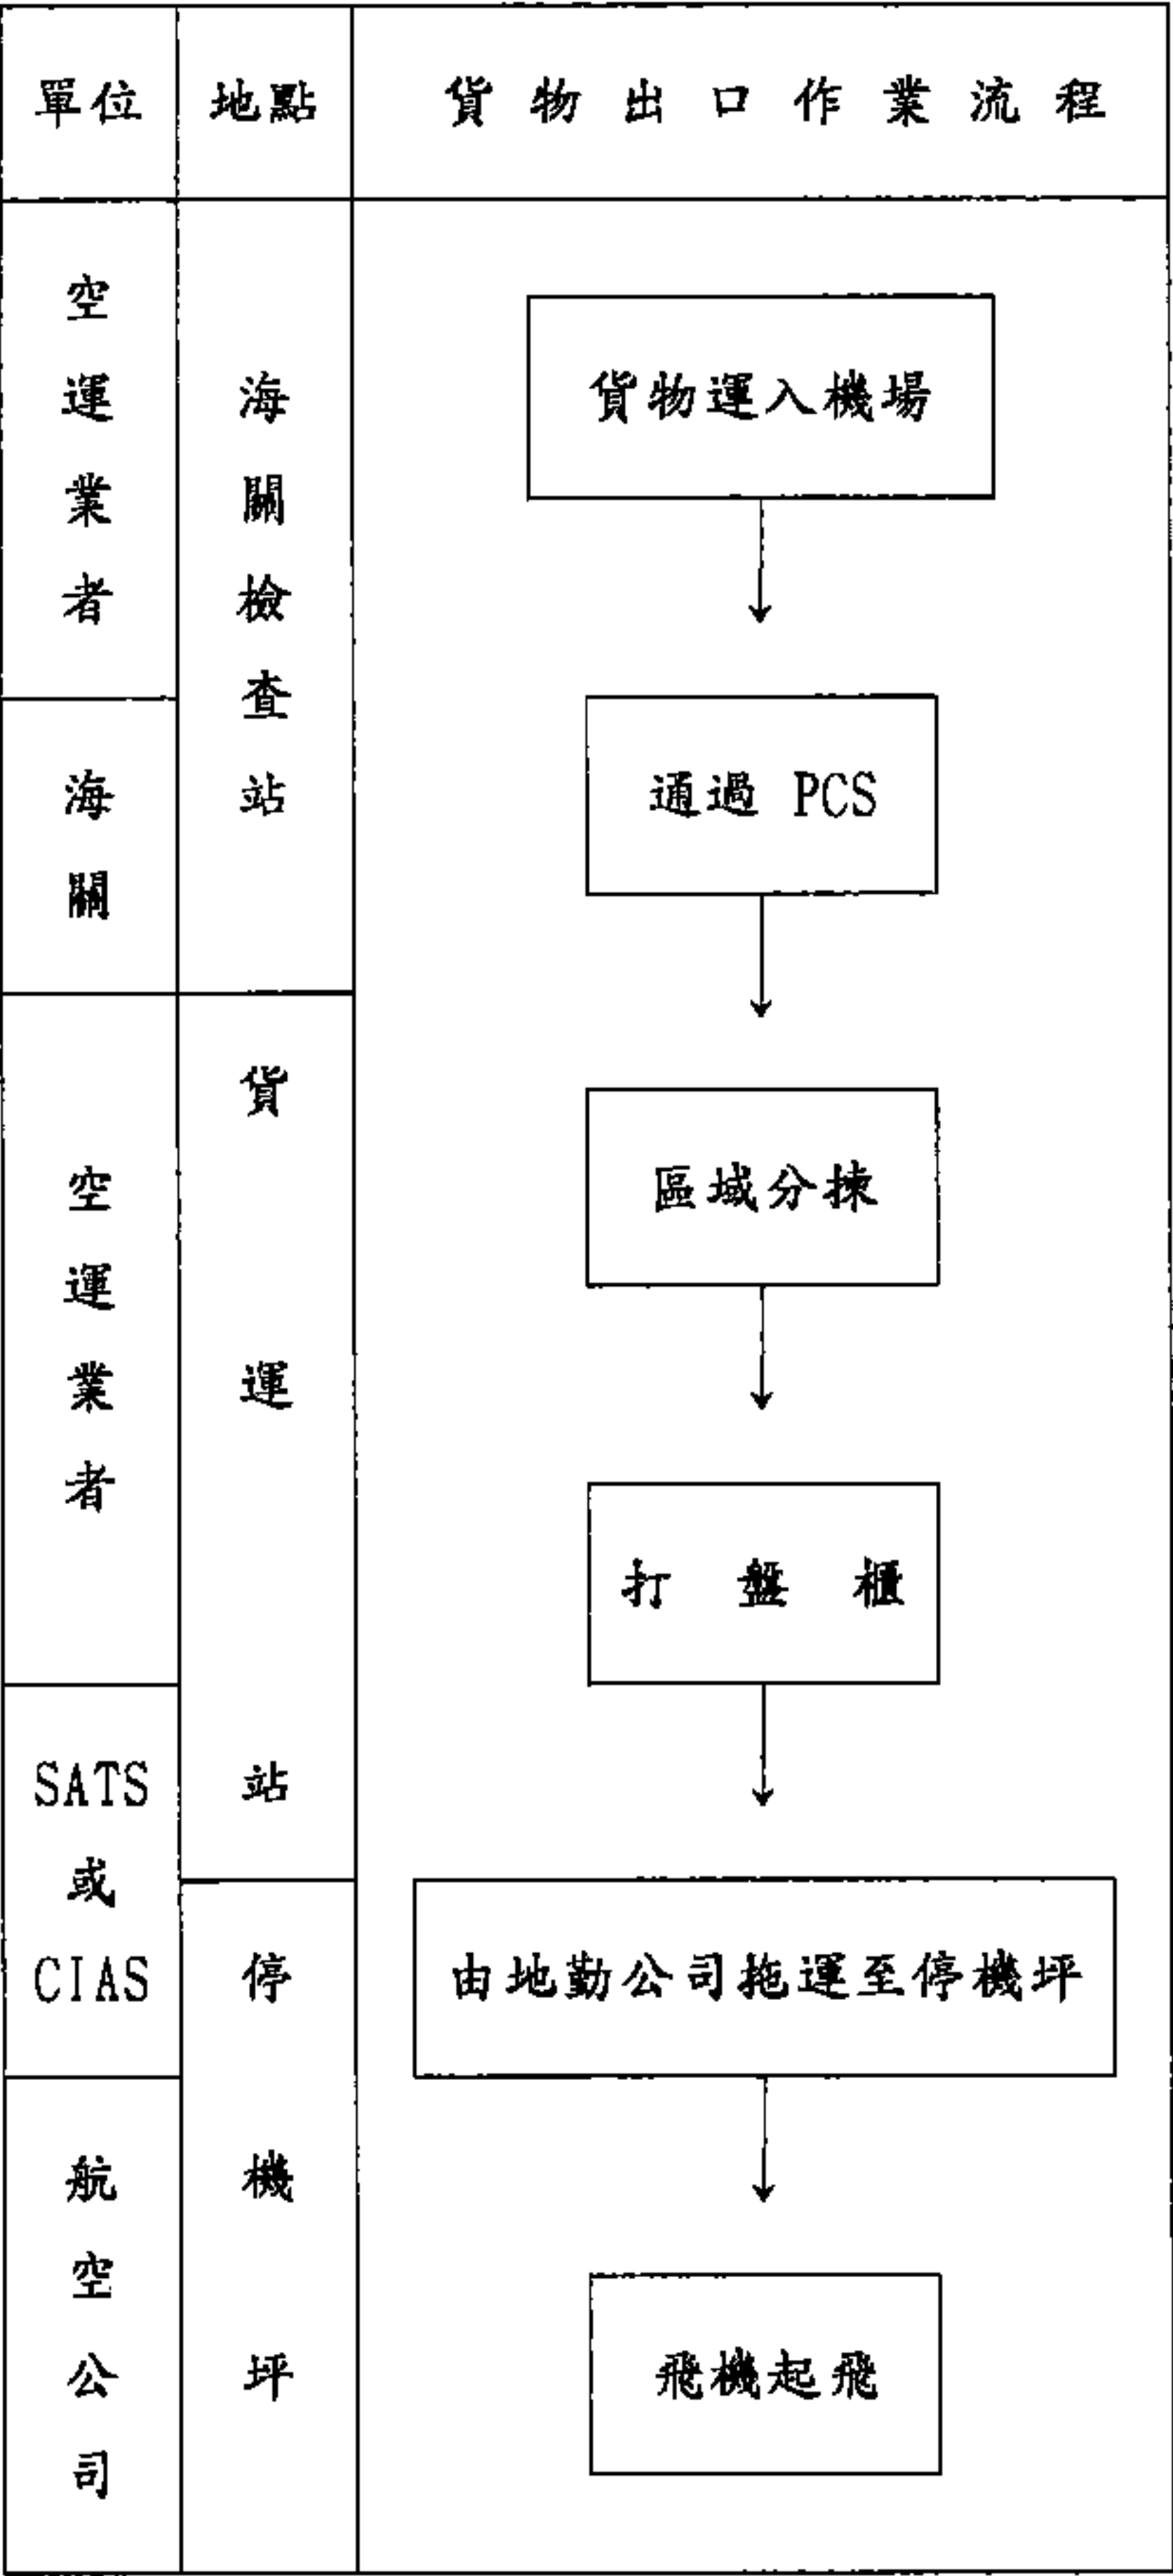 單位 地點 貨物出口作業流程
空運業者
海關
空運業者
SATS
或
CIAS
航空公司
海關檢查站
貨運站
停機坪
貨物運入機場
通過 PCS
區域分揀
打盤櫃
由地勤公司拖運至停機坪
飛機起飛